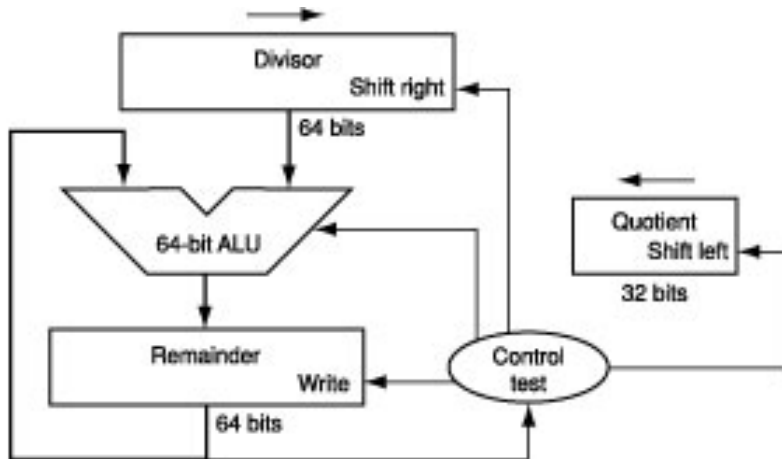 Divisor
Shift right
64 bits
64-bit ALU
Quotient
Shift left
32 bits
Remainder
Write
Control
test
64 bits